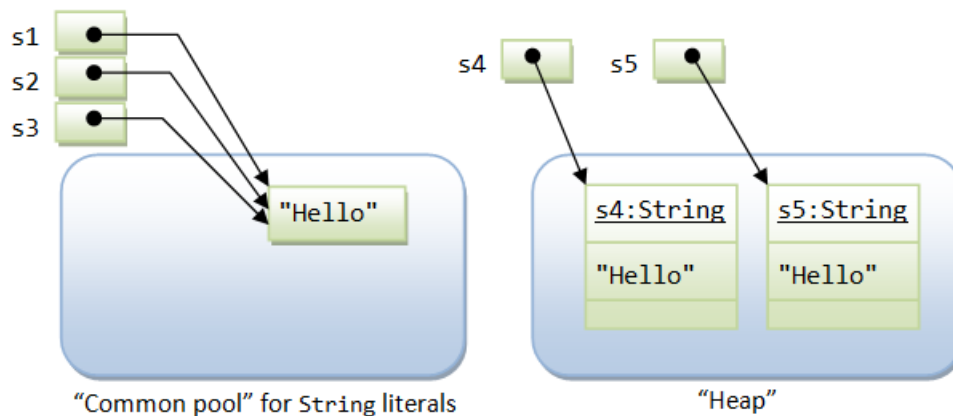 s1
s2
s3
"Hello"
“Common pool” for String literals
s4
s5
s4:String
"Hello"
s5:String
"Hello"
“Heap”